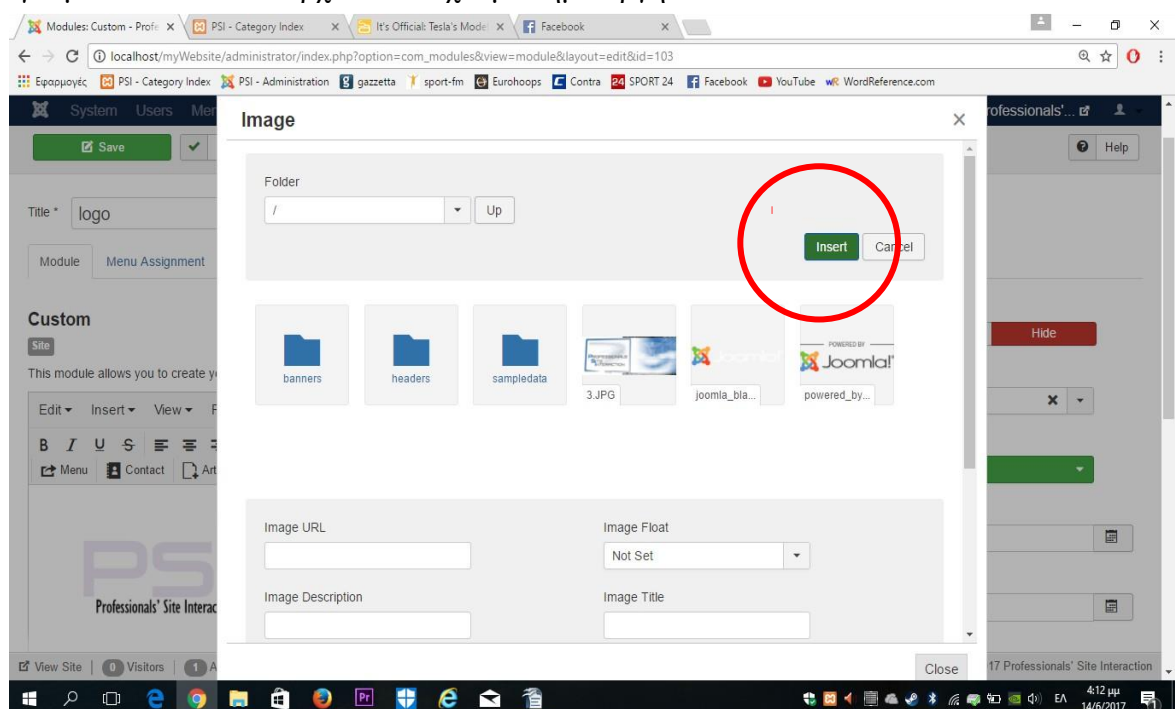 Modules: Custom - Profe
PSI - Category Index
It's Official: Tesla's Mode
Facebook
localhost/myWebsite/administrator/index.php?option=com_modules&view=module&layout=edit&id=103
Εφαρμογές
PSI - Category Index
PSI - Administration
gazzetta
sport-fm
Eurohoops
Contra
24 SPORT 24
Facebook
YouTube
WordReference.com
System Users
Image
Save
Help
Folder
/
Up
Title *
logo
Insert
Cancel
Module
Menu Assignment
Custom
Site
Hide
This module allows you to create
banners
headers
sampledata
3.JPG
joomla_bla...
POWERED BY
Joomla!
powered_by...
Edit
Insert
View
B I U S
Menu
Contact
Image URL
Image Float
Not Set
PS
Professionals' Site Interac
Image Description
Image Title
View Site
0 Visitors
1
Close
17 Professionals' Site Interaction
Pr
ΕΛ
4:12 μμ
14/6/2017